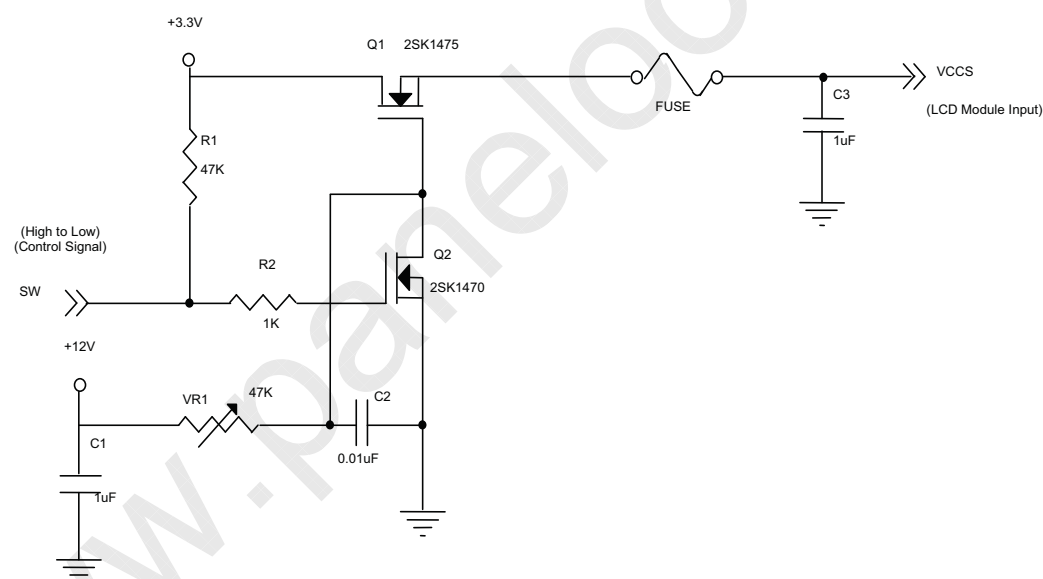 +3.3V
Q1 2SK1475
VCCS
C3
FUSE
(LCD Module Input)
R1
1uF
47K
(High to Low)
(Control Signal)
Q2
R2
SW
2SK1470
1K
+12V
47K
VR1
C2
C1
0.01uF
1uF
w.paneloo